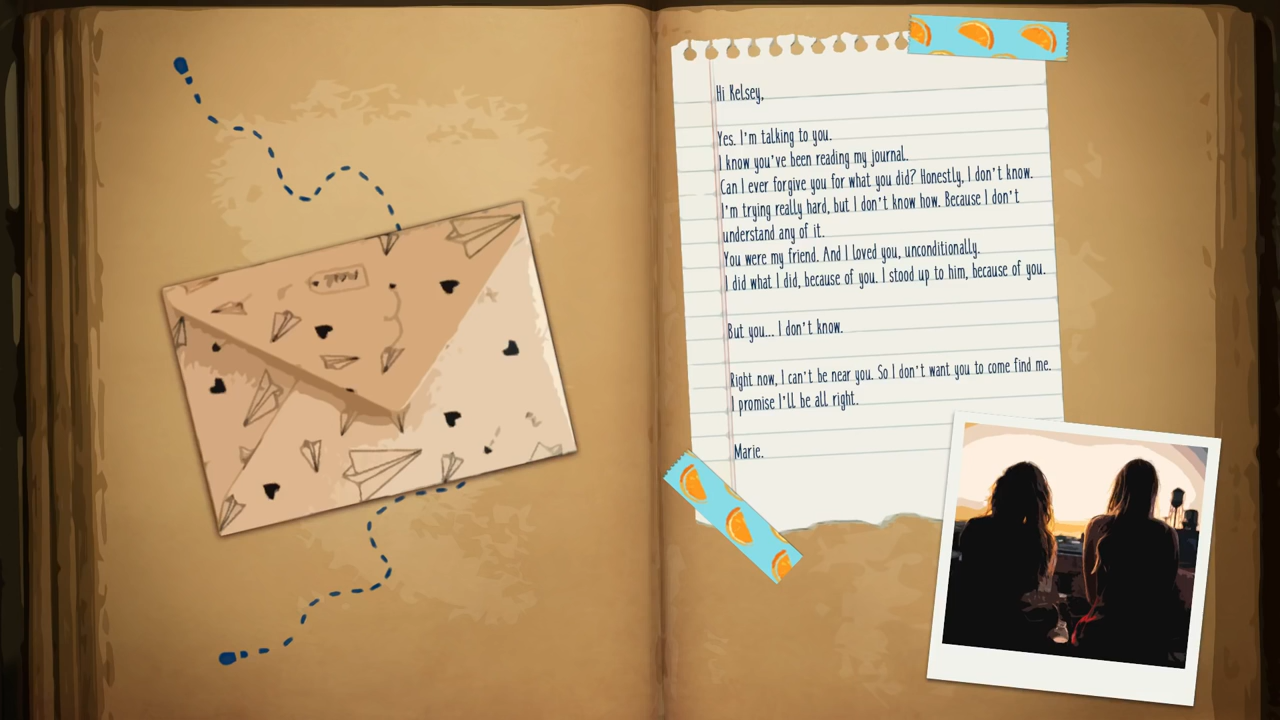 Hi Kelsey,
Yes. I'm talking to you.
I know you've been reading my journal.
Can I ever forgive you for what you did? Honestly, I don't know.
I'm trying really hard, but I don't know how. Because I don't
understand any of it.
You were my friend. And I loved you, unconditionally.
I did what I did, because of you. I stood up to him, because of you.
But you... I don't know.
Right now, I can't be near you. So I don't want you to come find me.
I promise I'll be all right.
Marie.